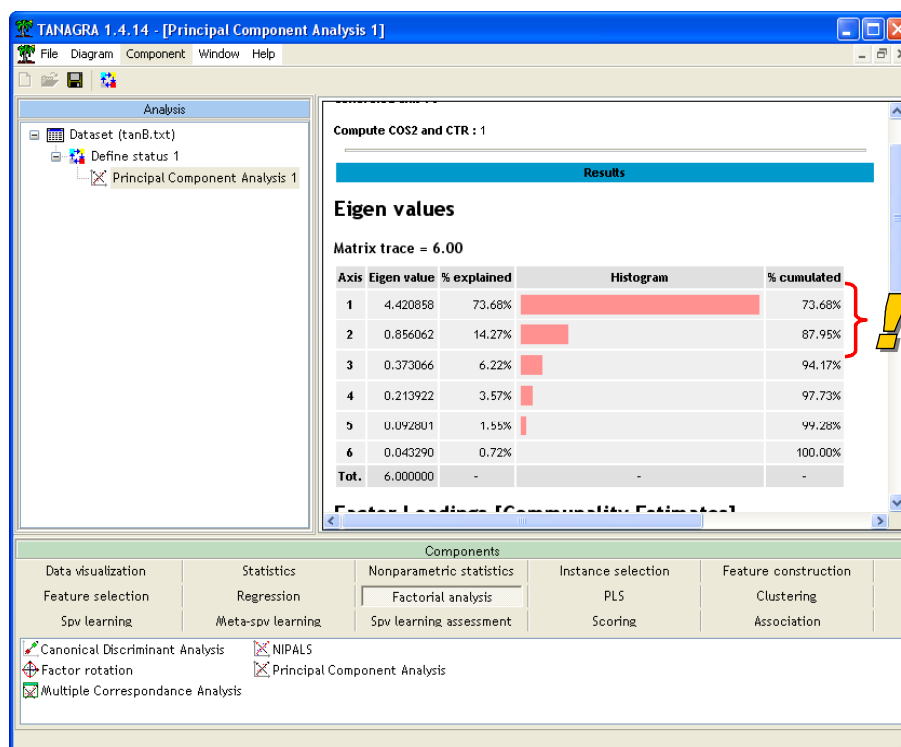 TANAGRA 1.4.14 - [Principal Component Analysis 1]
File Diagram Component Window Help
Analysis
Dataset (tanB.txt)
Define status 1
Principal Component Analysis 1
Compute COS2 and CTR : 1
Results
Eigen values
Matrix trace = 6.00
Axis Eigen value % explained Histogram % cumulated
1 4.420858 73.68% 73.68%
2 0.856062 14.27% 87.95%
3 0.373066 6.22% 94.17%
4 0.213922 3.57% 97.73%
5 0.092801 1.55% 99.28%
6 0.043290 0.72% 100.00%
Tot. 6.000000 - - -
Factor Loadings [Communality Estimates]
!
Components
Data visualization Statistics Nonparametric statistics Instance selection Feature construction
Feature selection Regression Factorial analysis PLS Clustering
Spv learning Meta-spv learning Spv learning assessment Scoring Association
Canonical Discriminant Analysis NIPALS
Factor rotation Principal Component Analysis
Multiple Correspondance Analysis